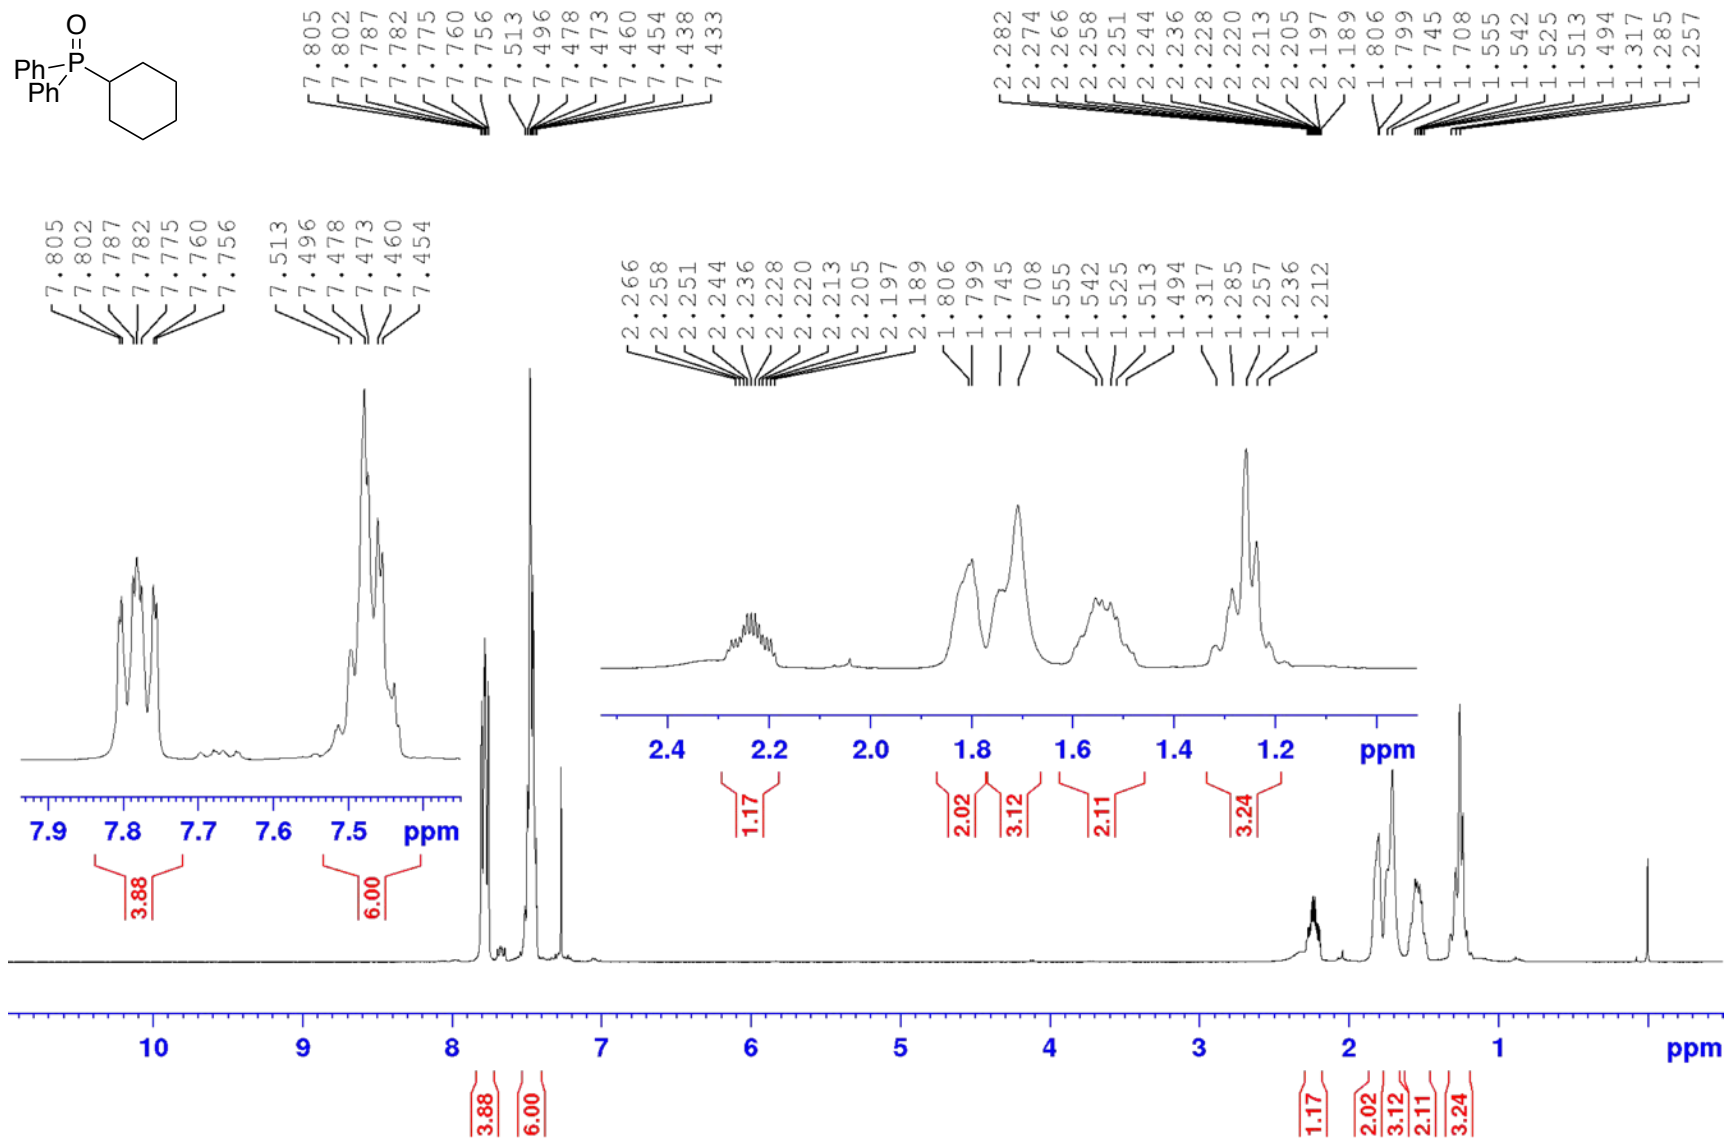 O
Ph P
Ph
7.805 7.802 7.787 7.782 7.775 7.760 7.756 7.513 7.496 7.478 7.473 7.460 7.454 7.438 7.433
2.282 2.274 2.266 2.258 2.251 2.244 2.236 2.228 2.220 2.213 2.205 2.197 2.189 1.806 1.799 1.745 1.708 1.555 1.542 1.525 1.513 1.494 1.317 1.285 1.257
7.805 7.802 7.787 7.782 7.775 7.760 7.756
7.513 7.496 7.478 7.473 7.460 7.454
2.266 2.258 2.251 2.244 2.236 2.228 2.220 2.213 2.205 2.197 2.189 1.806 1.799 1.745 1.708 1.555 1.542 1.525 1.513 1.494 1.317 1.285 1.257 1.236 1.212
2.4 2.2 2.0 1.8 1.6 1.4 1.2 ppm
1.17 2.02 3.12 2.11 3.24
7.9 7.8 7.7 7.6 7.5 ppm
3.88 6.00
10 9 8 7 6 5 4 3 2 1 ppm
3.88 6.00 1.17 2.02 3.12 2.11 3.24